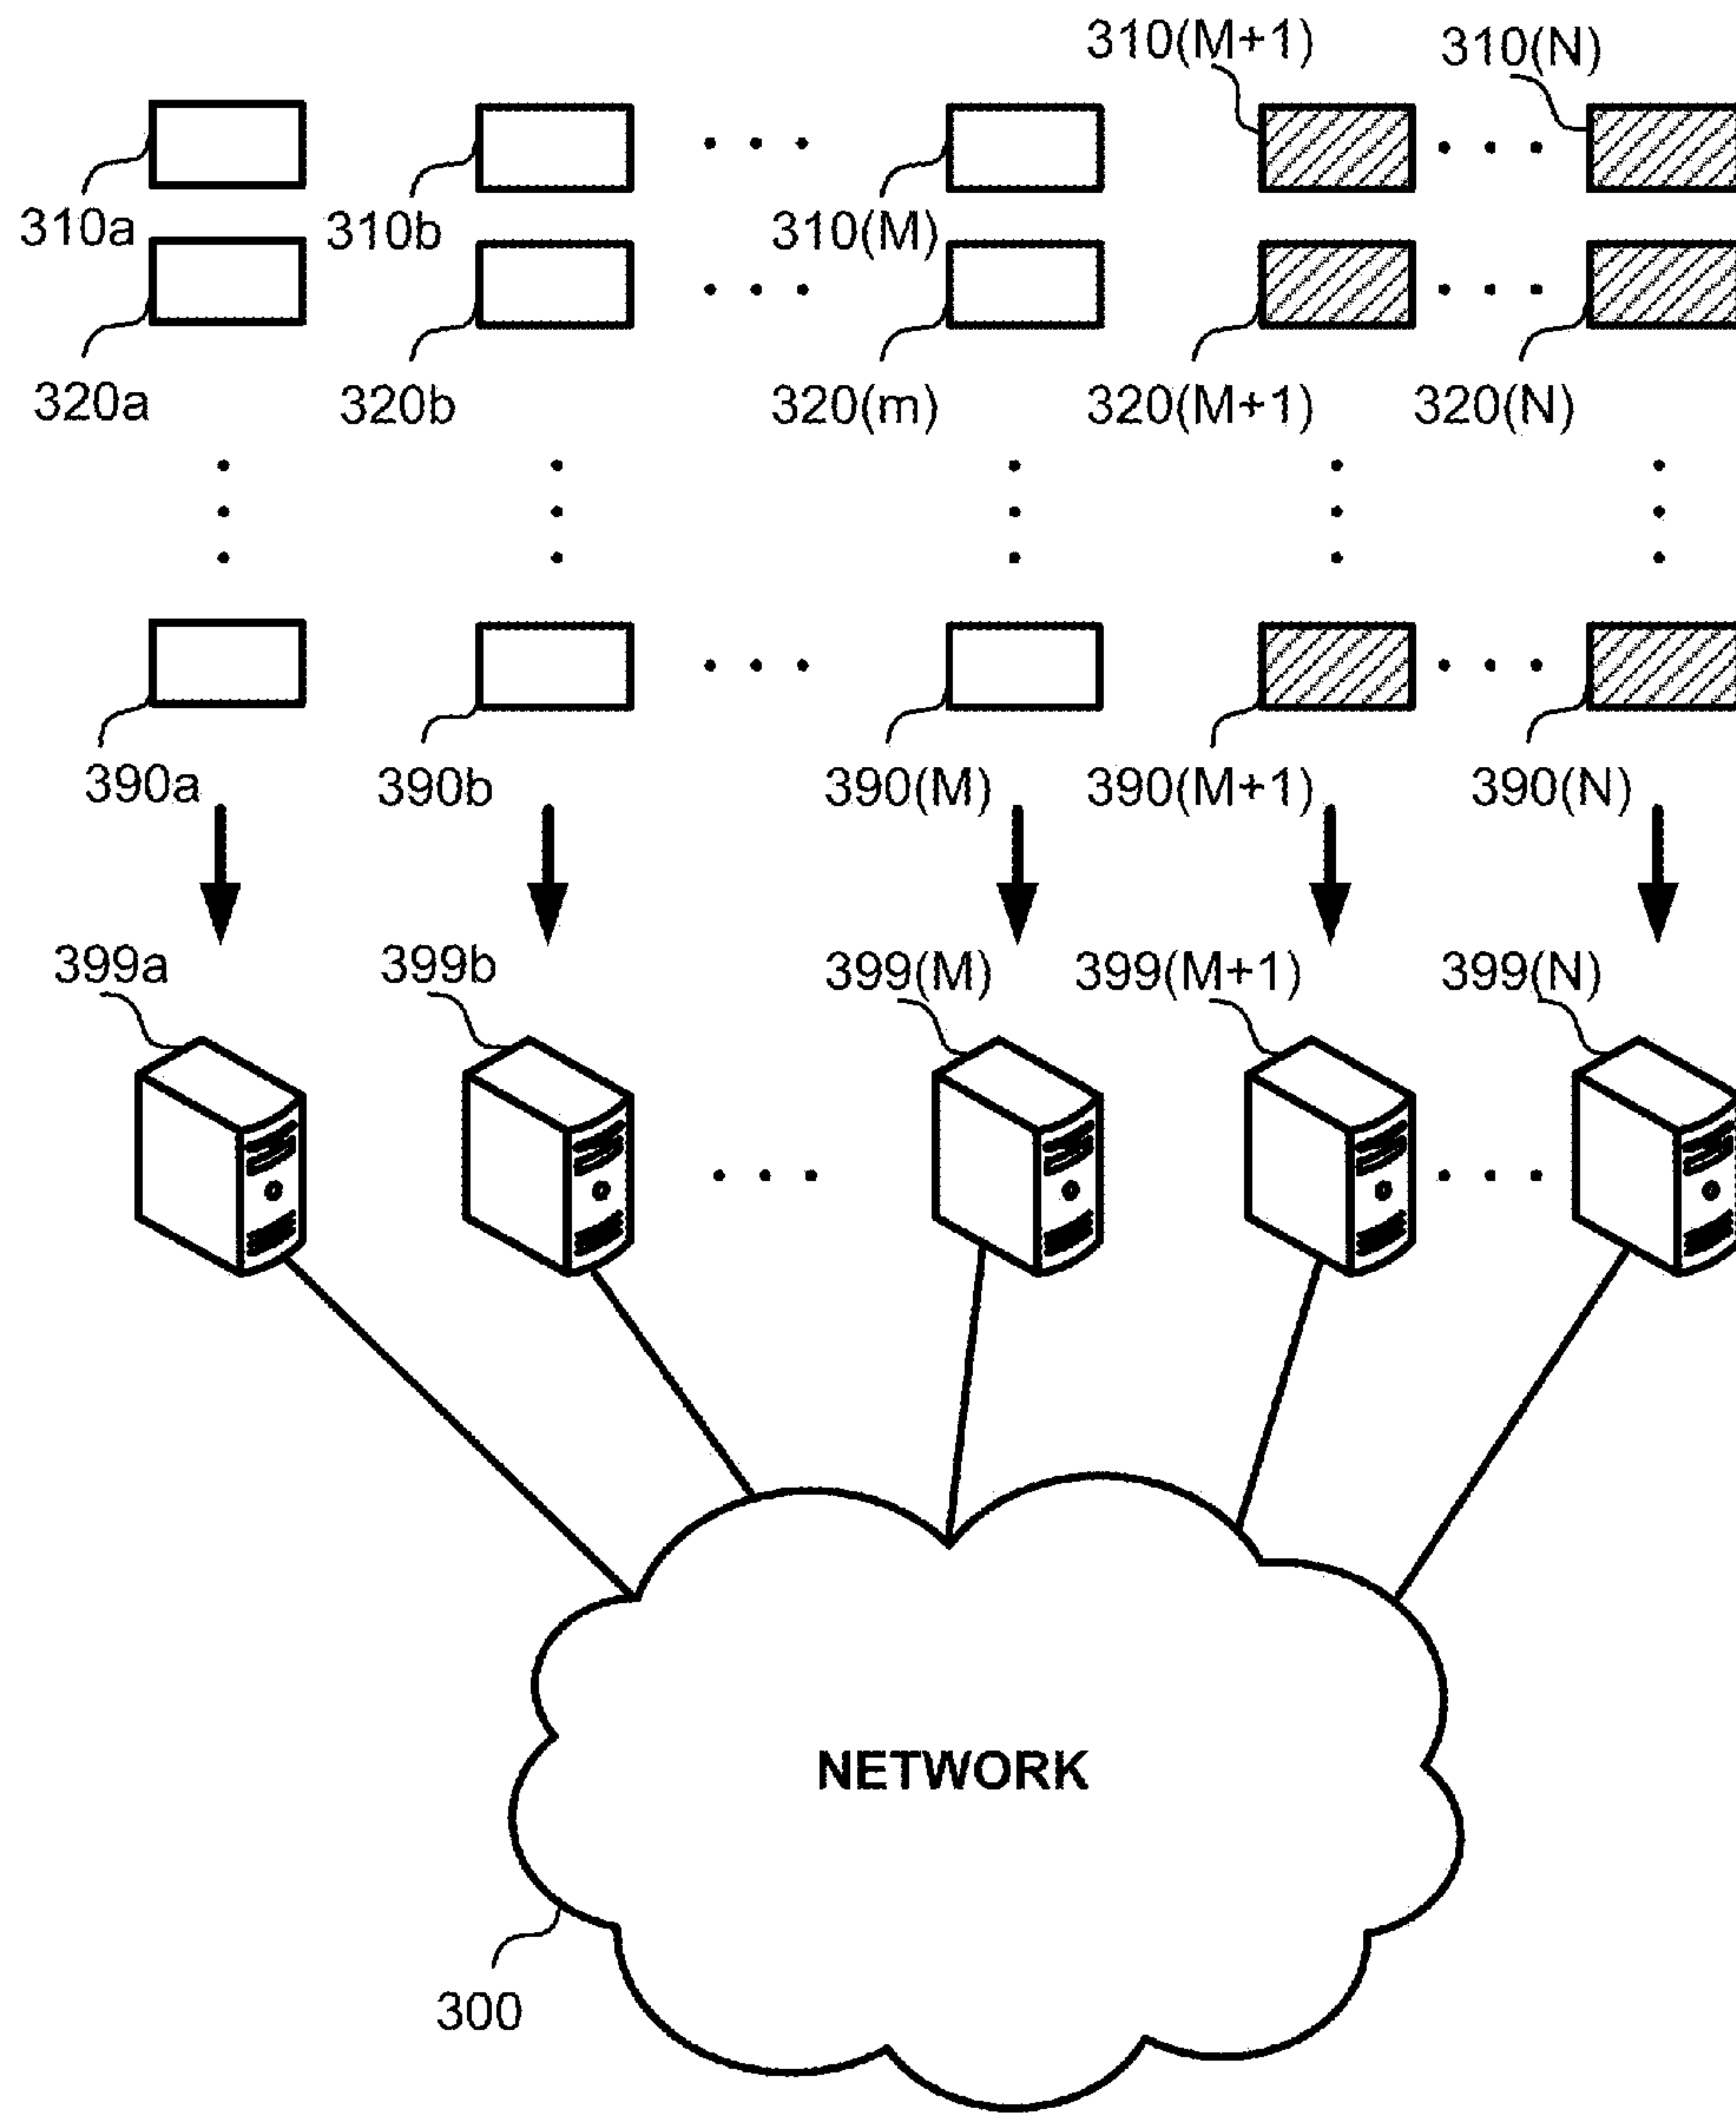 310(M+1) 310(N)
310a 310b 310(M)
320a 320b 320(m) 320(M+1) 320(N)
390a 390b 390(M) 390(M+1) 390(N)
399a 399b 399(M) 399(M+1) 399(N)
NETWORK
300